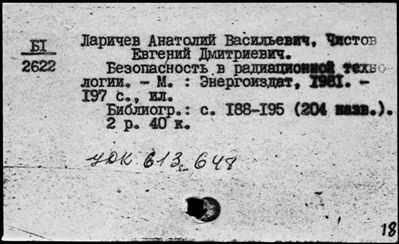 БІ
2622
Ларичев Анатолий Васильевич, Чистов
Евгений Дмитриевич.
Безопасность в радиационной техно-
логии. - М. : Энергоиздат, 1981. -
197 с., ил.
Библиогр.: с. 188-195 (204 назв.).
2 р. 40 к.
УДК 613.648
18